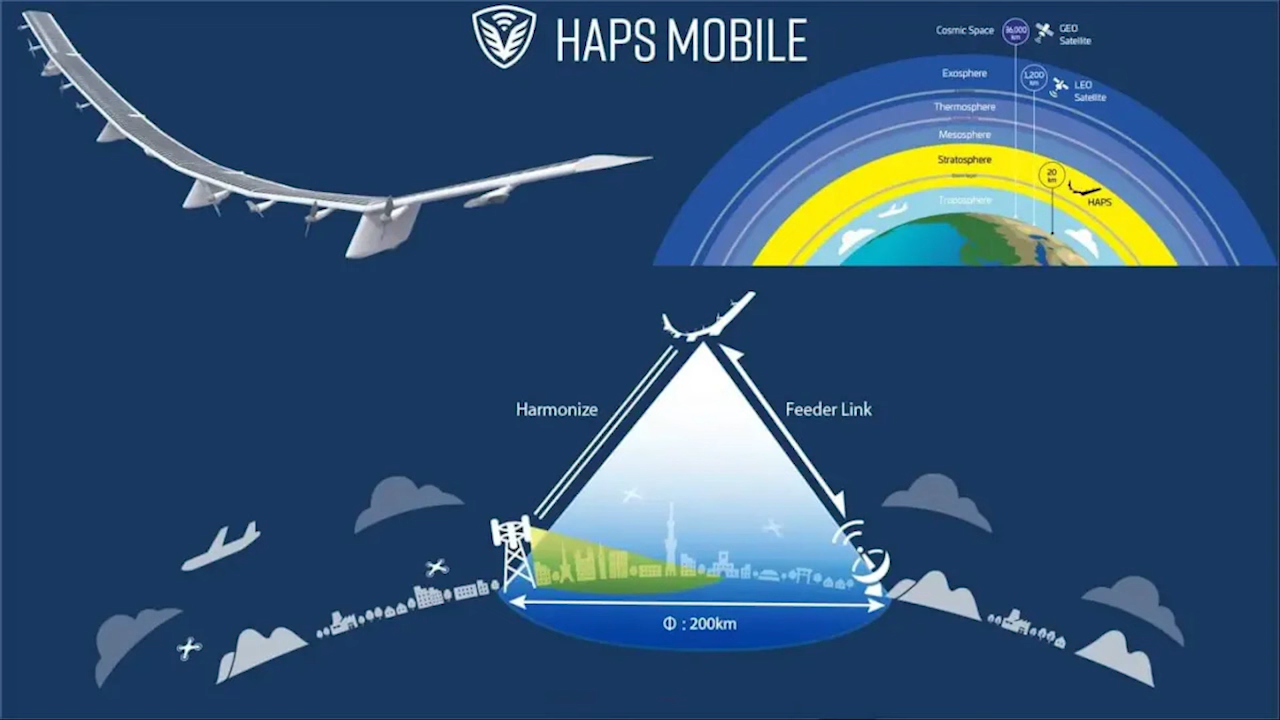 HAPS MOBILE
Cosmic Space
36,000
km
GEO
Satellite
Exosphere
1,200
km
LEO
Satellite
Thermosphere
Mesosphere
Stratosphere
20
km
HAPS
Troposphere
Harmonize
Feeder Link
Φ : 200km